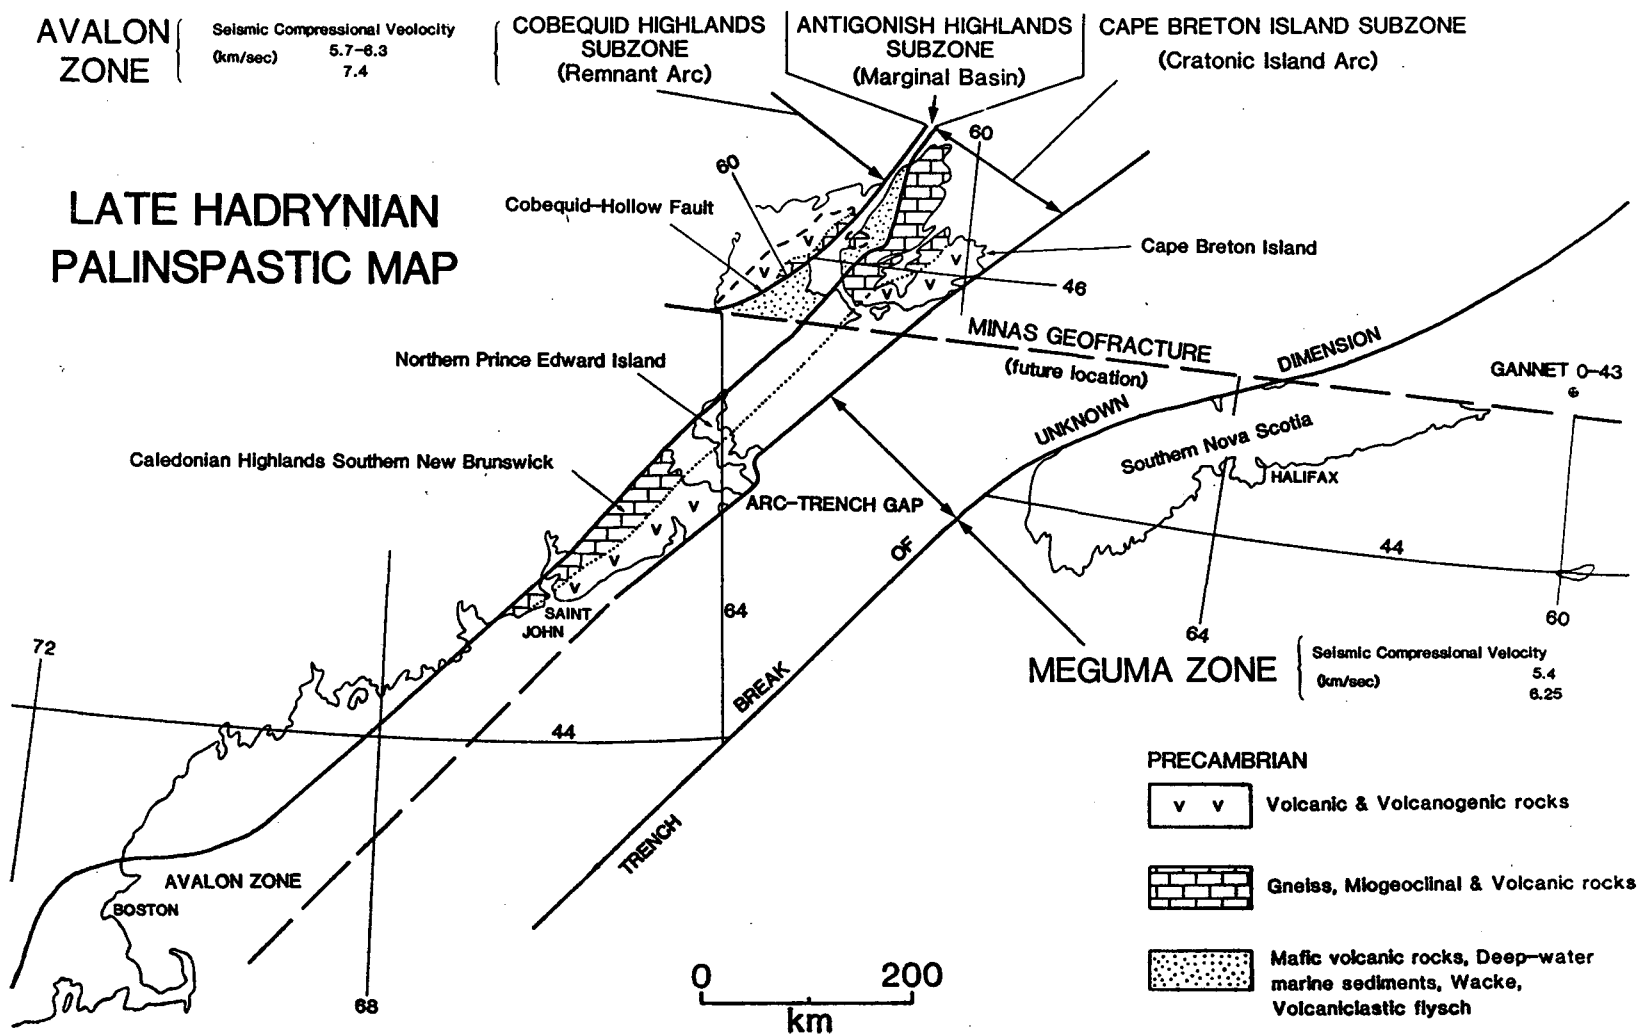 AVALON
ZONE
Seismic Compressional Veolocity
(km/sec)
5.7-6.3
7.4
COBEQUID HIGHLANDS
SUBZONE
(Remnant Arc)
ANTIGONISH HIGHLANDS
SUBZONE
(Marginal Basin)
CAPE BRETON ISLAND SUBZONE
(Cratonic Island Arc)
LATE HADRYNIAN
PALINSPASTIC MAP
60
60
Cobequid-Hollow Fault
Cape Breton Island
46
MINAS GEOFRACTURE
(future location)
Northern Prince Edward Island
UNKNOWN
DIMENSION
GANNET 0-43
Southern Nova Scotia
HALIFAX
Caledonian Highlands Southern New Brunswick
ARC-TRENCH GAP
44
SAINT
JOHN
64
64
60
72
MEGUMA ZONE
Seismic Compressional Velocity
(km/sec)
5.4
6.25
44
TRENCH
BREAK
OF
AVALON ZONE
BOSTON
68
PRECAMBRIAN
v v
Volcanic & Volcanogenic rocks
Gneiss, Miogeoclinal & Volcanic rocks
Mafic volcanic rocks, Deep-water
marine sediments, Wacke,
Volcaniclastic flysch
0 200
km